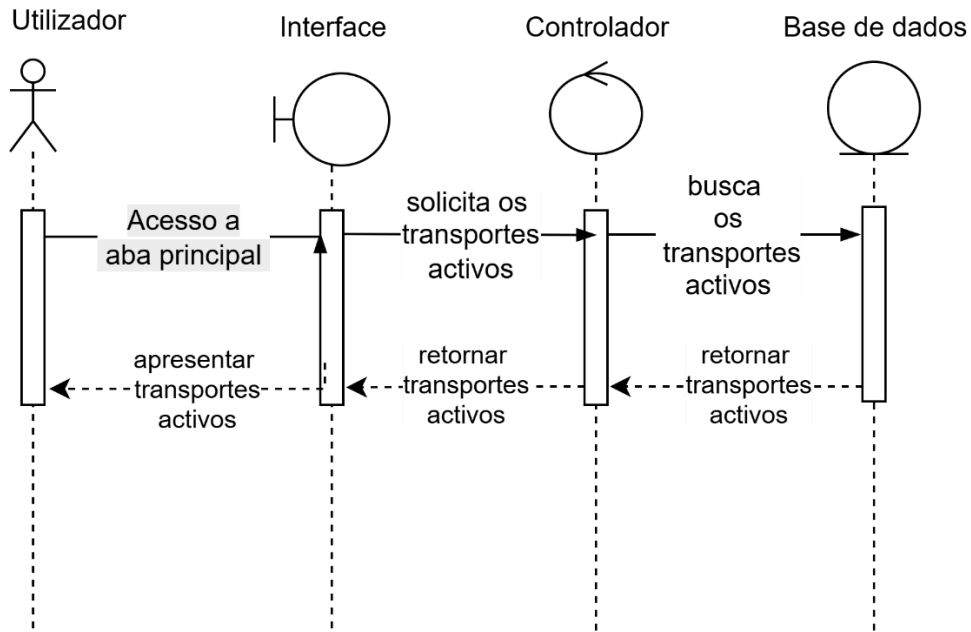 Utilizador
Interface
Controlador
Base de dados
Acesso a
aba principal
solicita os
transportes
activos
busca
os
transportes
activos
apresentar
transportes
activos
retornar
transportes
activos
retornar
transportes
activos